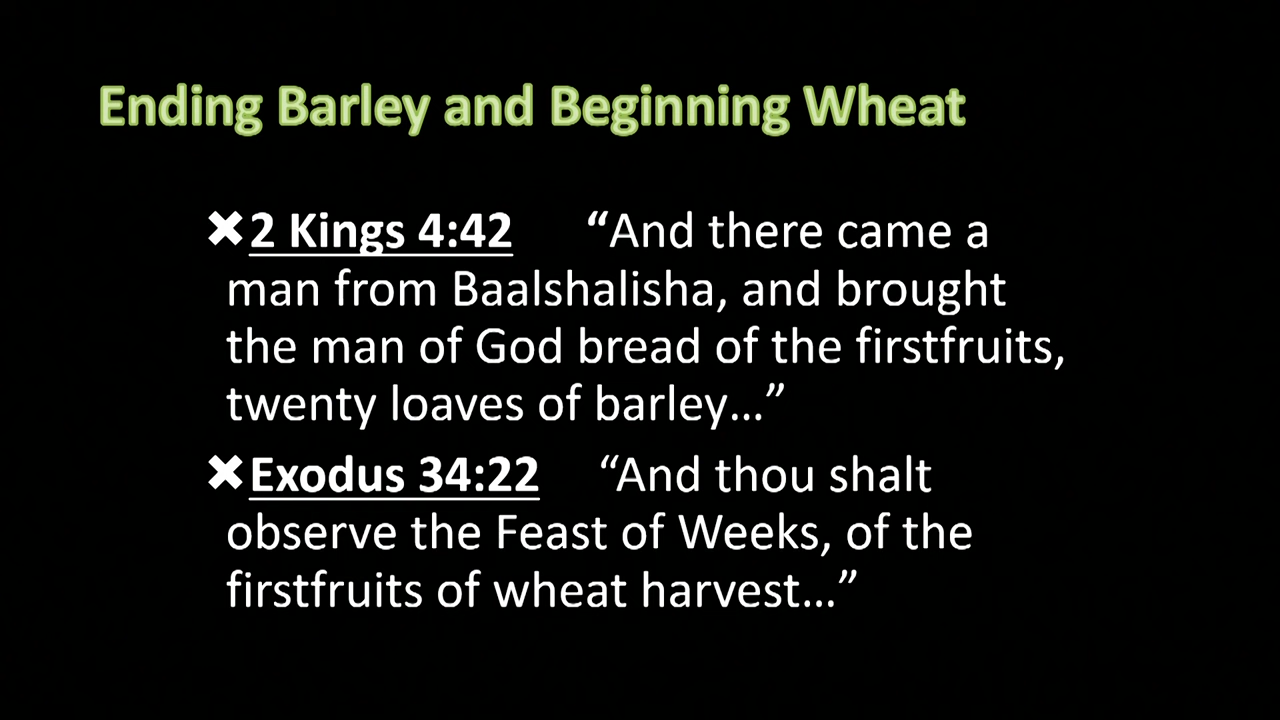 Ending Barley and Beginning Wheat
✖2 Kings 4:42 “And there came a
man from Baalshalisha, and brought
the man of God bread of the firstfruits,
twenty loaves of barley…”
✖Exodus 34:22 “And thou shalt
observe the Feast of Weeks, of the
firstfruits of wheat harvest…”